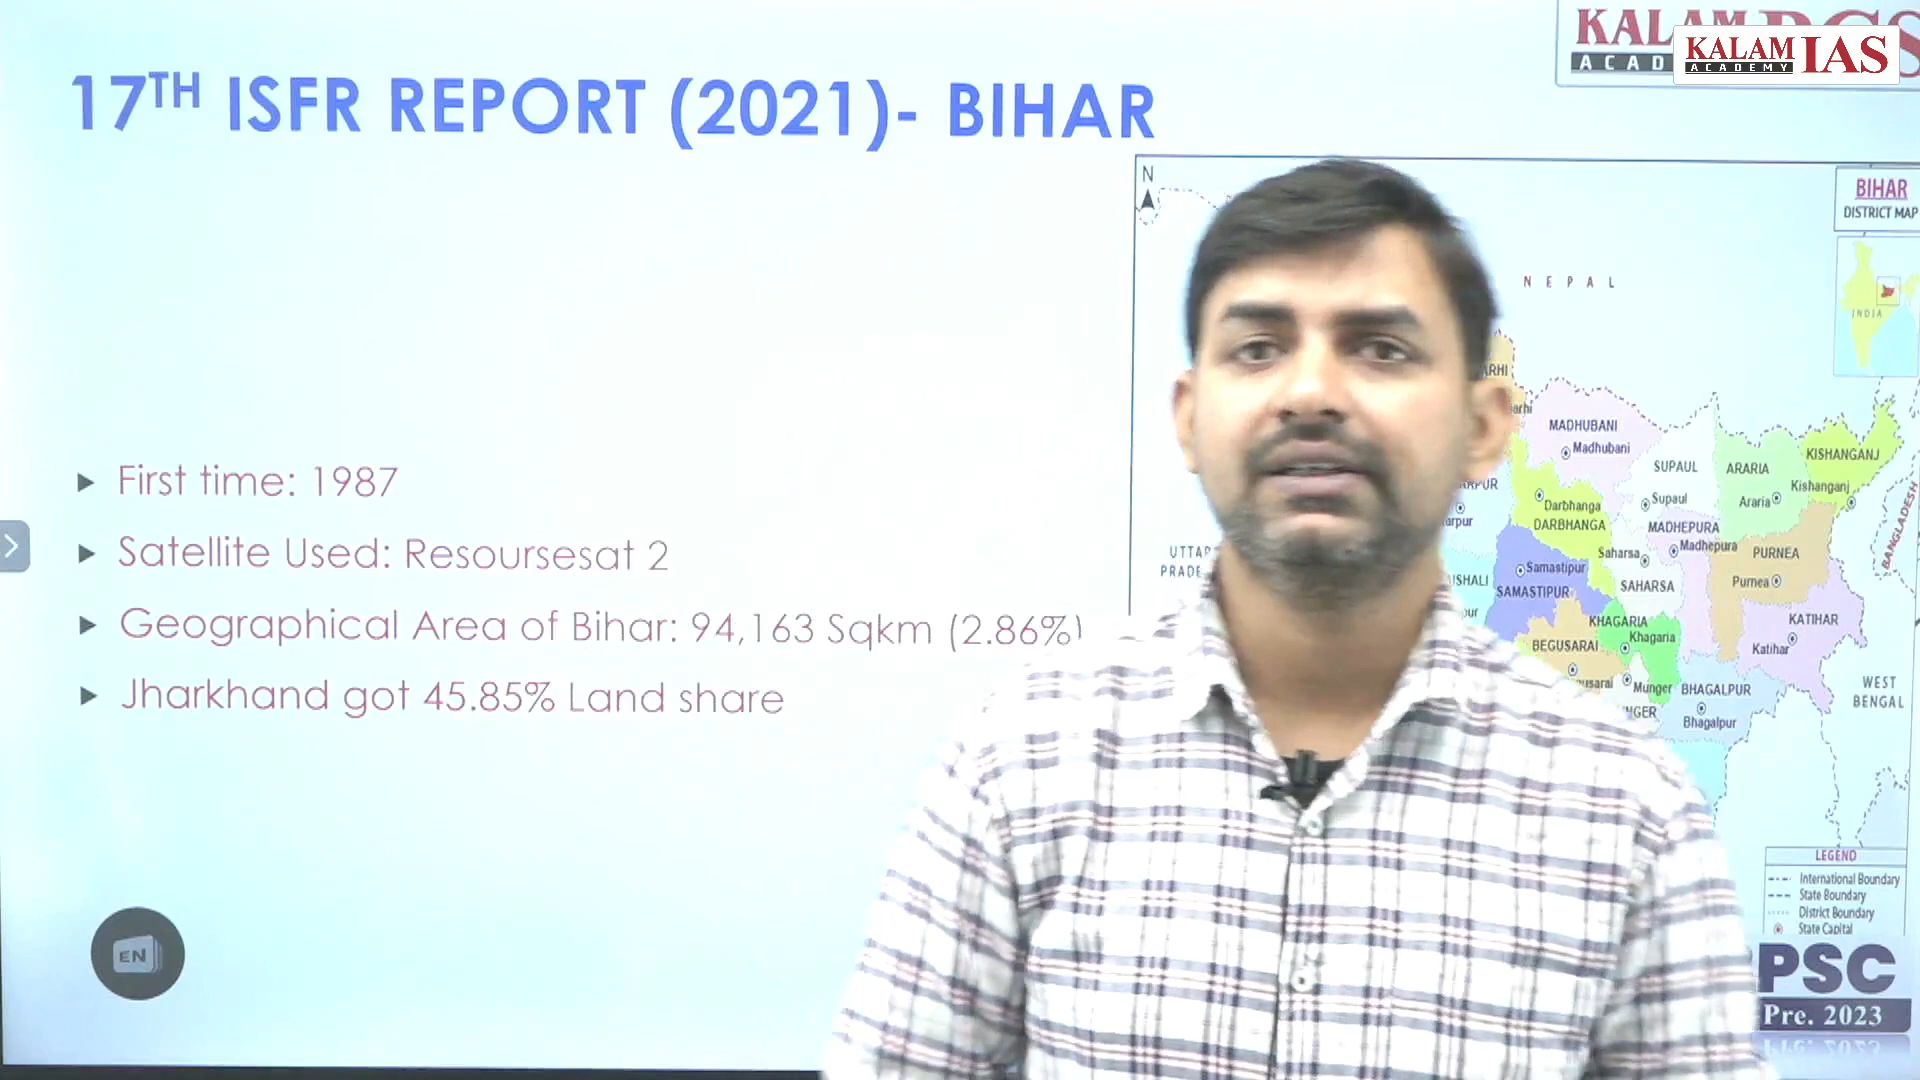 17TH ISFR REPORT (2021)- BIHAR
KALAM
ACADEMY
IAS
First time: 1987
Satellite Used: Resoursesat 2
Geographical Area of Bihar: 94,163 Sqkm (2.86%)
Jharkhand got 45.85% Land share
EN
N
BIHAR
DISTRICT MAP
INDIA
NEPAL
MADHUBANI
Madhubani
SUPAUL
Supaul
ARARIA
Araria
KISHANGANJ
Kishanganj
Darbhanga
DARBHANGA
MADHEPURA
Madhepura
PURNEA
Purnea
Saharsa
SAHARSA
Samastipur
SAMASTIPUR
KHAGARIA
Khagaria
KATIHAR
Katihar
BEGUSARAI
Munger
BHAGALPUR
Bhagalpur
WEST
BENGAL
BANGLADESH
LEGEND
International Boundary
State Boundary
District Boundary
State Capital
PSC
Pre. 2023